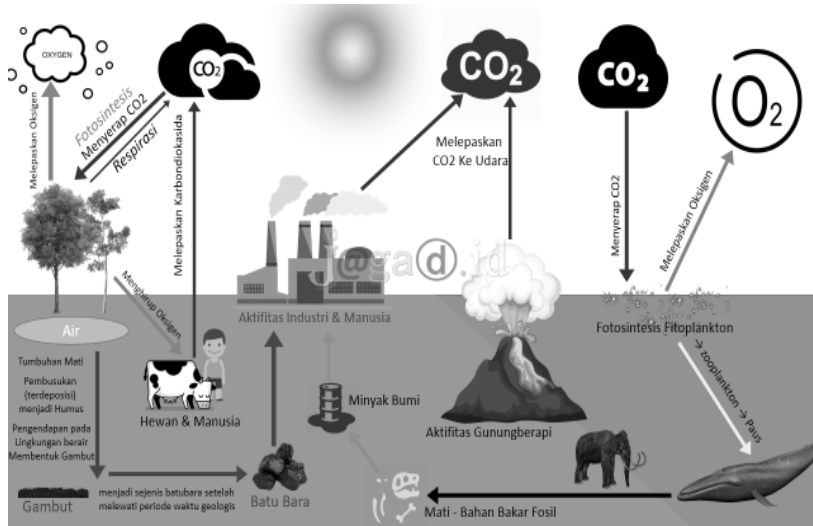 OXYGEN
CO2
CO2
CO2
O2
Melepaskan Oksigen
Fotosintesis
Menyerap CO2
Respirasi
Melepaskan Karbondiokasida
Melepaskan
CO2 Ke Udara
Menyerap CO2
Melepaskan Oksigen
j@gad.id
Menghirup Oksigen
Aktifitas Industri & Manusia
Fotosintesis Fitoplankton
→ zooplankton → Paus
Air
Tumbuhan Mati
Pembusukan
(terdeposisi)
menjadi Humus
Pengendapan pada
Lingkungan berair
Membentuk Gambut
Hewan & Manusia
Minyak Bumi
Aktifitas Gunungberapi
Gambut
menjadi sejenis batubara setelah
melewati periode waktu geologis
Batu Bara
Mati - Bahan Bakar Fosil